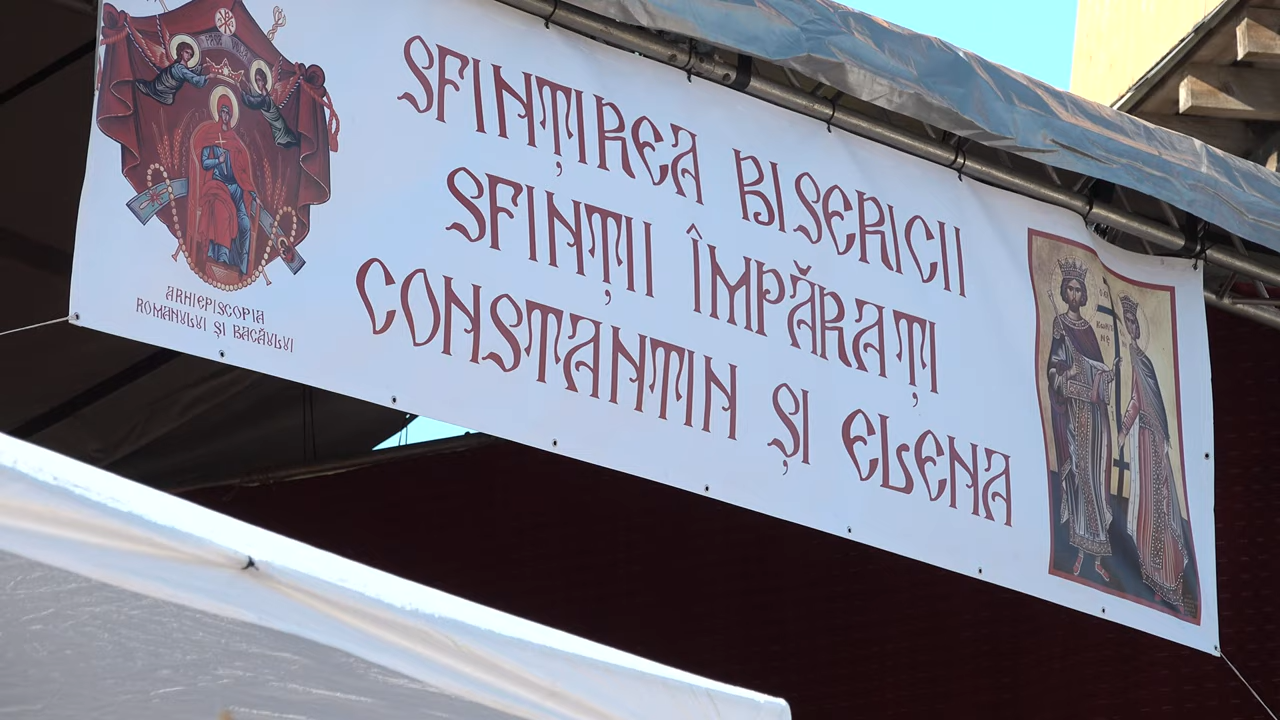 SFINȚIREA BISERICII
SFINȚII ÎMPĂRAȚI
CONSTANTIN ȘI ELENA
ARHIEPISCOPIA
ROMANULUI ȘI BACĂULUI